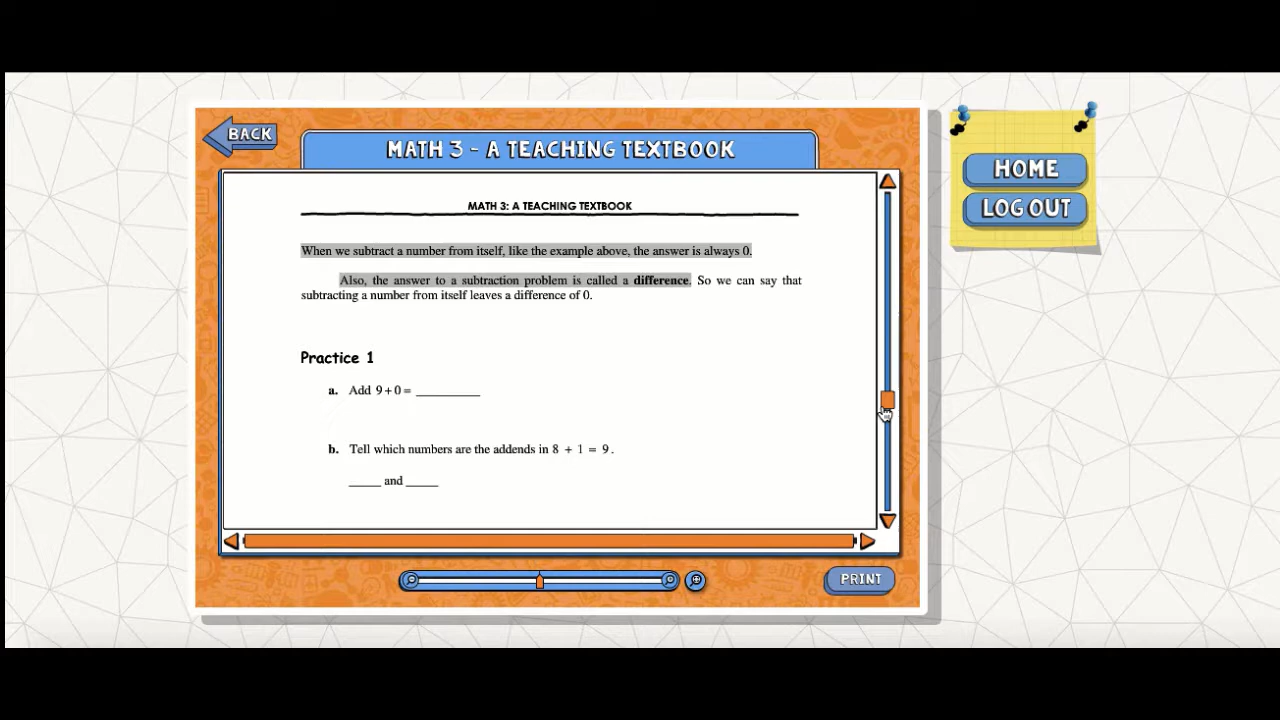 BACK
MATH 3 - A TEACHING TEXTBOOK
HOME
LOG OUT
MATH 3: A TEACHING TEXTBOOK
When we subtract a number from itself, like the example above, the answer is always 0.
Also, the answer to a subtraction problem is called a difference. So we can say that
subtracting a number from itself leaves a difference of 0.
Practice 1
a. Add 9+0= __________
b. Tell which numbers are the addends in 8 + 1 = 9.
_____ and _____
PRINT